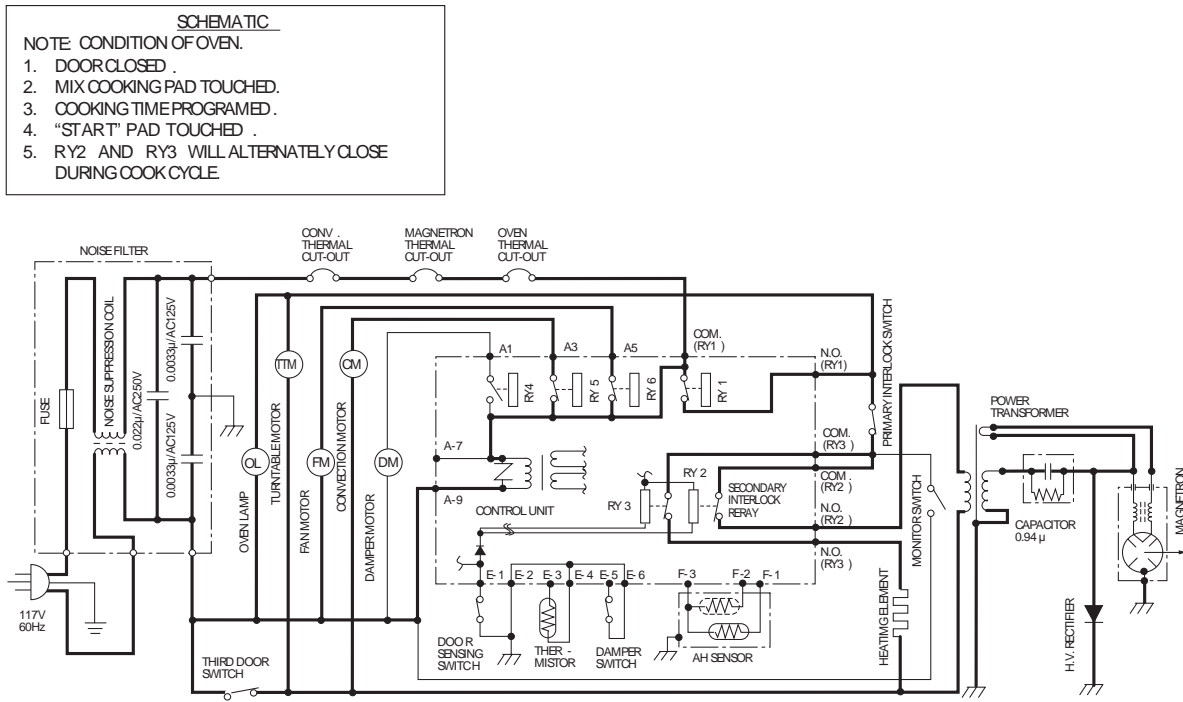 SCHEMATIC
NOTE: CONDITION OF OVEN.
1. DOOR CLOSED .
2. MIX COOKING PAD TOUCHED.
3. COOKING TIME PROGRAMED .
4. “START” PAD TOUCHED .
5. RY2 AND RY3 WILL ALTERNATELY CLOSE
DURING COOK CYCLE.
NOISE FILTER
CONV .
THERMAL
CUT-OUT
MAGNETRON
THERMAL
CUT-OUT
OVEN
THERMAL
CUT-OUT
FUSE
NOISE SUPPRESSION COIL
0.022µ/AC250V
0.0033µ/AC125V
0.0033µ/AC125V
117V
60Hz
THIRD DOOR
SWITCH
OL
OVEN LAMP
TTM
TURNTABLE MOTOR
FM
FAN MOTOR
CM
CONVECTION MOTOR
DM
DAMPER MOTOR
A1
A3
A5
COM.
(RY1 )
RY4
RY 5
RY 6
RY 1
N.O.
(RY1)
PRIMARY INTERLOCK SWITCH
A-7
A-9
CONTROL UNIT
RY 3
RY 2
SECONDARY
INTERLOCK
RERAY
COM.
(RY3 )
COM .
(RY2)
N.O.
(RY2)
N.O.
(RY3)
MONITOR SWITCH
E-1
E-2
E-3
E-4
E-5
E-6
F-3
F-2
F-1
DOOR
SENSING
SWITCH
THER -
MISTOR
DAMPER
SWITCH
AH SENSOR
HEATIMG ELEMENT
POWER
TRANSFORMER
CAPACITOR
0.94 µ
H.V. RECTIFIER
MAGNETRON